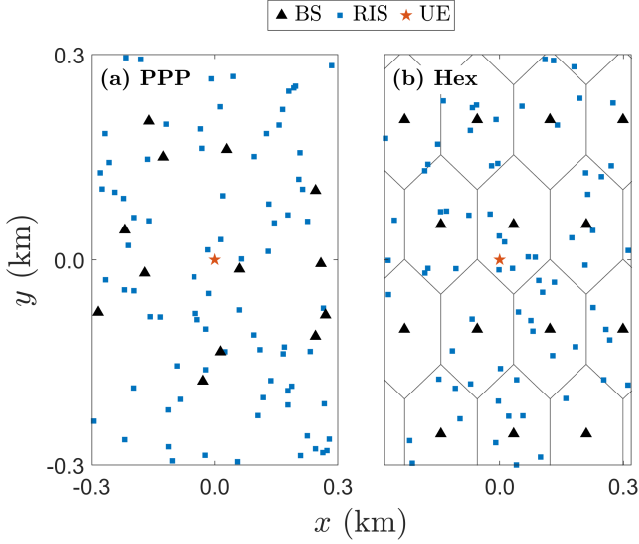 BS RIS UE
0.3
(a) PPP
(b) Hex
y (km)
0.0
-0.3
-0.3 0.0 0.3
0.0 0.3
x (km)